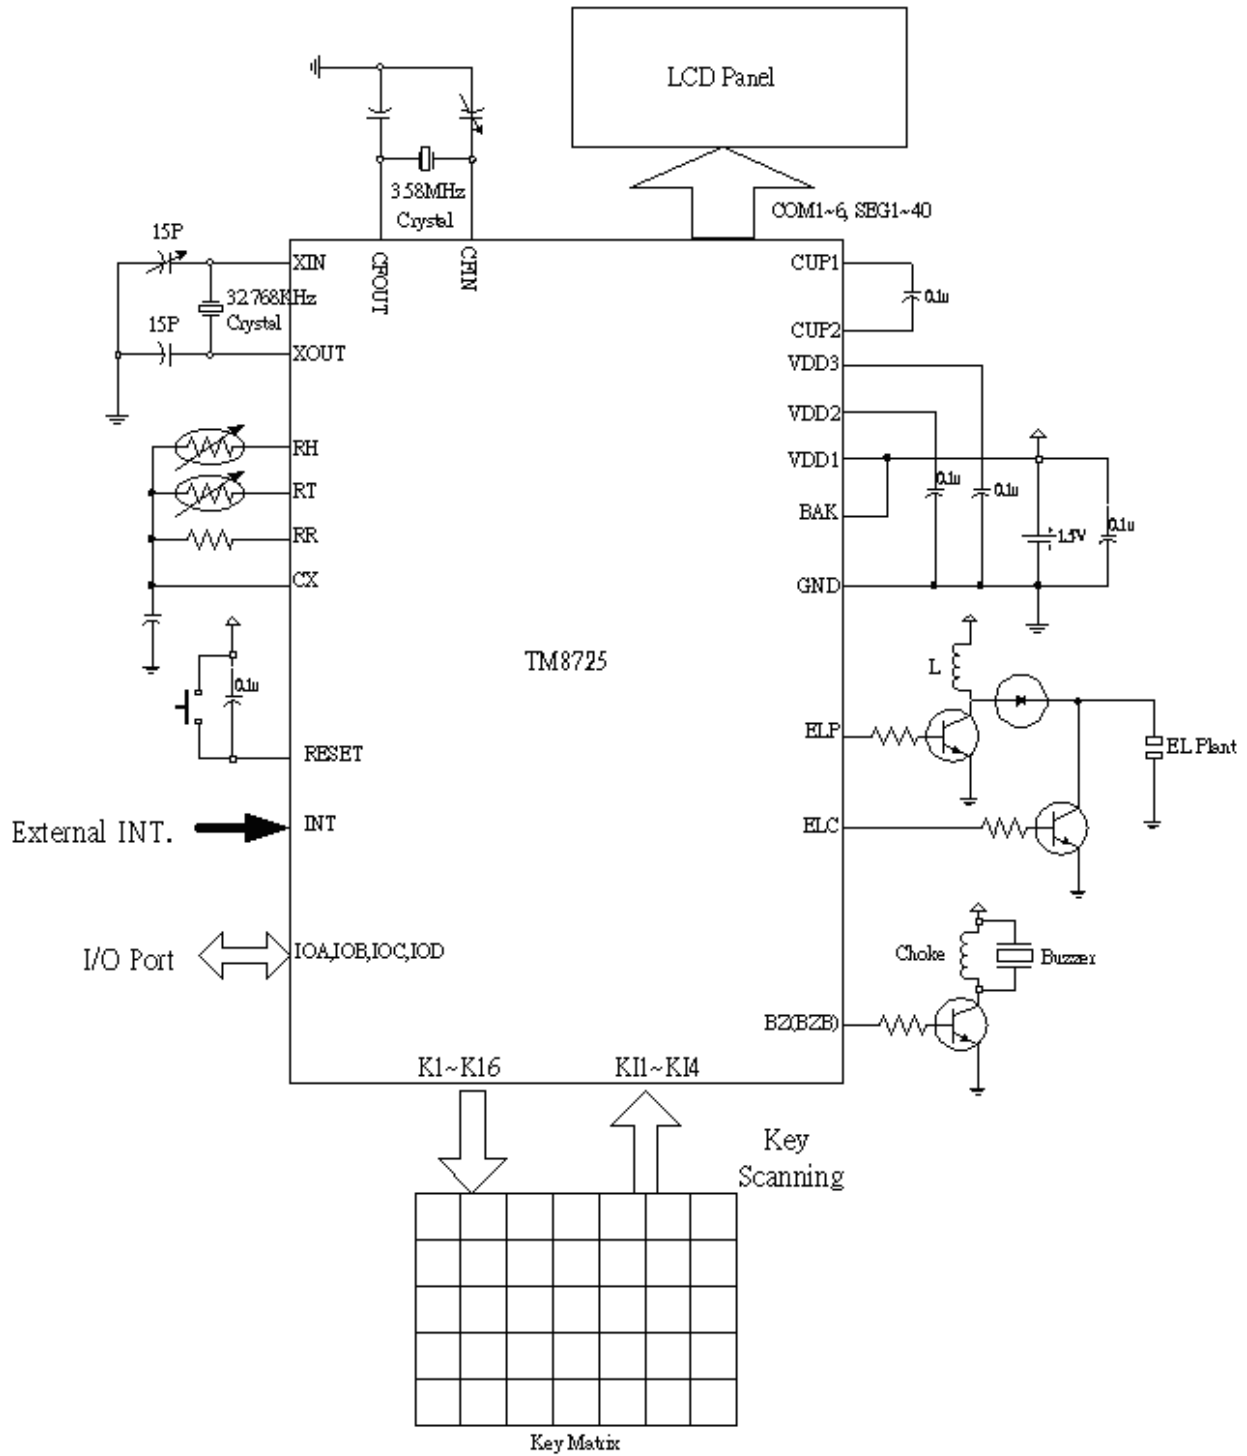 LCD Panel
3.58MHz
Crystal
COM1~6, SEG1~40
15P
XIN
CFOUT
CFIN
CUP1
0.1u
32.768KHz
Crystal
15P
CUP2
XOUT
VDD3
VDD2
RH
VDD1
RT
0.1u
0.1u
BAK
RR
1.5V
0.1u
CX
GND
TM8725
L
0.1u
ELP
EL Plant
RESET
External INT.
INT
ELC
I/O Port
IOA,IOB,IOC,IOD
Choke
Buzzer
BZ(BZB)
K1~K16
KI1~KI4
Key
Scanning
Key Matrix